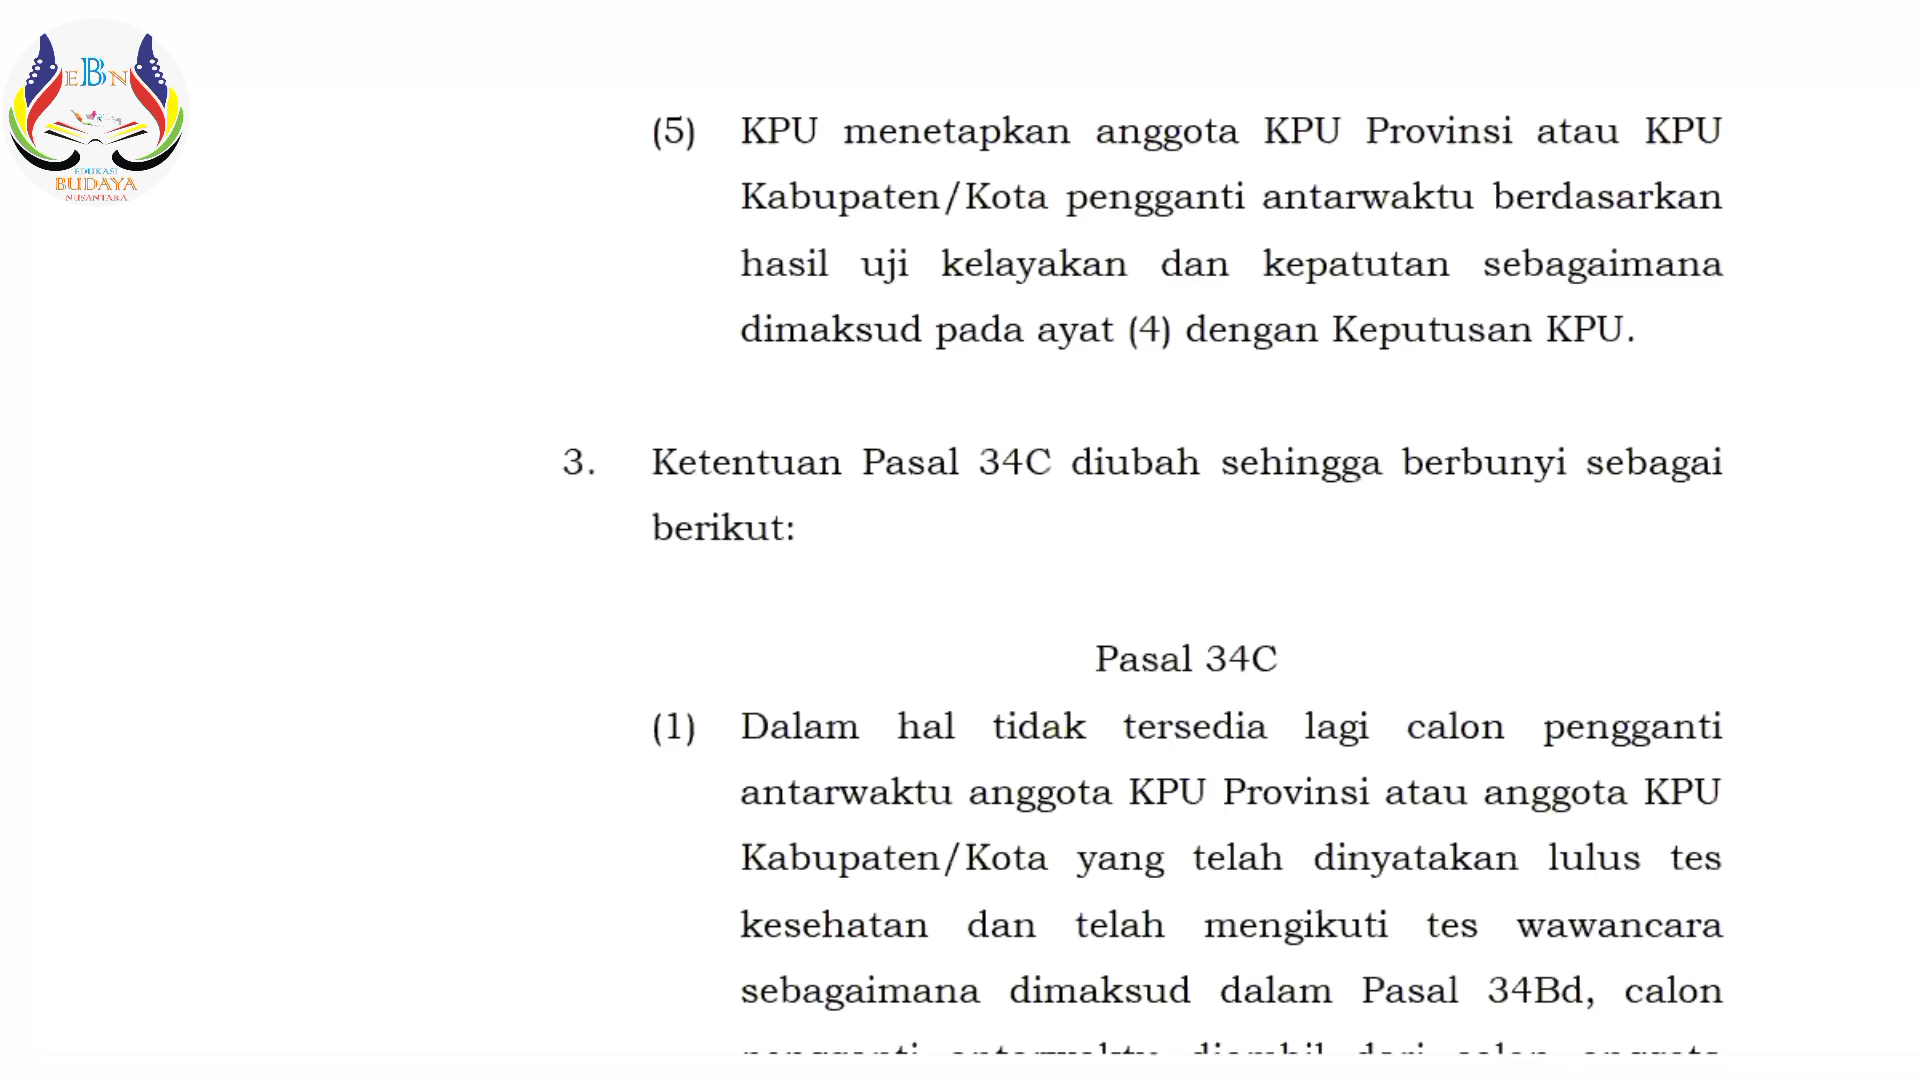 EBN
EDUKASI
BUDAYA
NUSANTARA
(5) KPU menetapkan anggota KPU Provinsi atau KPU
Kabupaten/Kota pengganti antarwaktu berdasarkan
hasil uji kelayakan dan kepatutan sebagaimana
dimaksud pada ayat (4) dengan Keputusan KPU.
3. Ketentuan Pasal 34C diubah sehingga berbunyi sebagai
berikut:
Pasal 34C
(1) Dalam hal tidak tersedia lagi calon pengganti
antarwaktu anggota KPU Provinsi atau anggota KPU
Kabupaten/Kota yang telah dinyatakan lulus tes
kesehatan dan telah mengikuti tes wawancara
sebagaimana dimaksud dalam Pasal 34Bd, calon